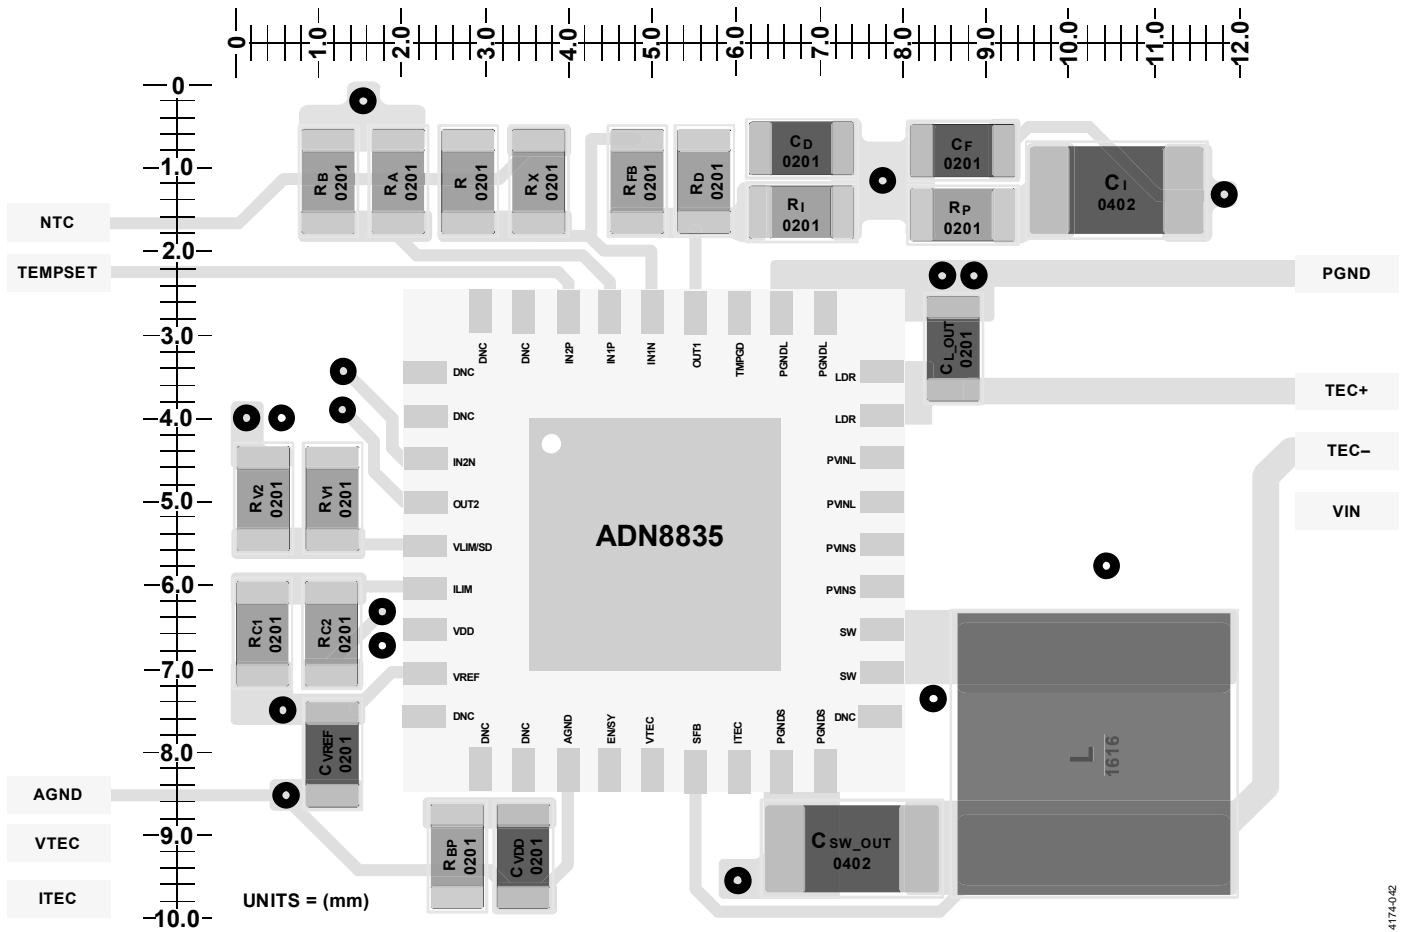 0 1.0 2.0 3.0 4.0 5.0 6.0 7.0 8.0 9.0 10.0 11.0 12.0
0
1.0
2.0
3.0
4.0
5.0
6.0
7.0
8.0
9.0
10.0
RB 0201
RA 0201
R 0201
RX 0201
RFB 0201
RD 0201
CD 0201
RI 0201
CF 0201
RP 0201
CI 0402
NTC
TEMPSET
PGND
CL_OUT 0201
TEC+
TEC–
VIN
DNC
DNC
IN2P
IN1P
IN1N
OUT1
TMPGD
PGNDL
PGNDL
DNC
DNC
IN2N
OUT2
VLIM/SD
ILIM
VDD
VREF
DNC
LDR
LDR
PVINL
PVINL
PVINS
PVINS
SW
SW
DNC
ADN8835
RV2 0201
RV1 0201
RC1 0201
RC2 0201
CVREF 0201
DNC
DNC
AGND
EN/SY
VTEC
SFB
ITEC
PGNDS
PGNDS
L
1616
AGND
VTEC
ITEC
RBP 0201
CVDD 0201
CSW_OUT
0402
UNITS = (mm)
4174-042